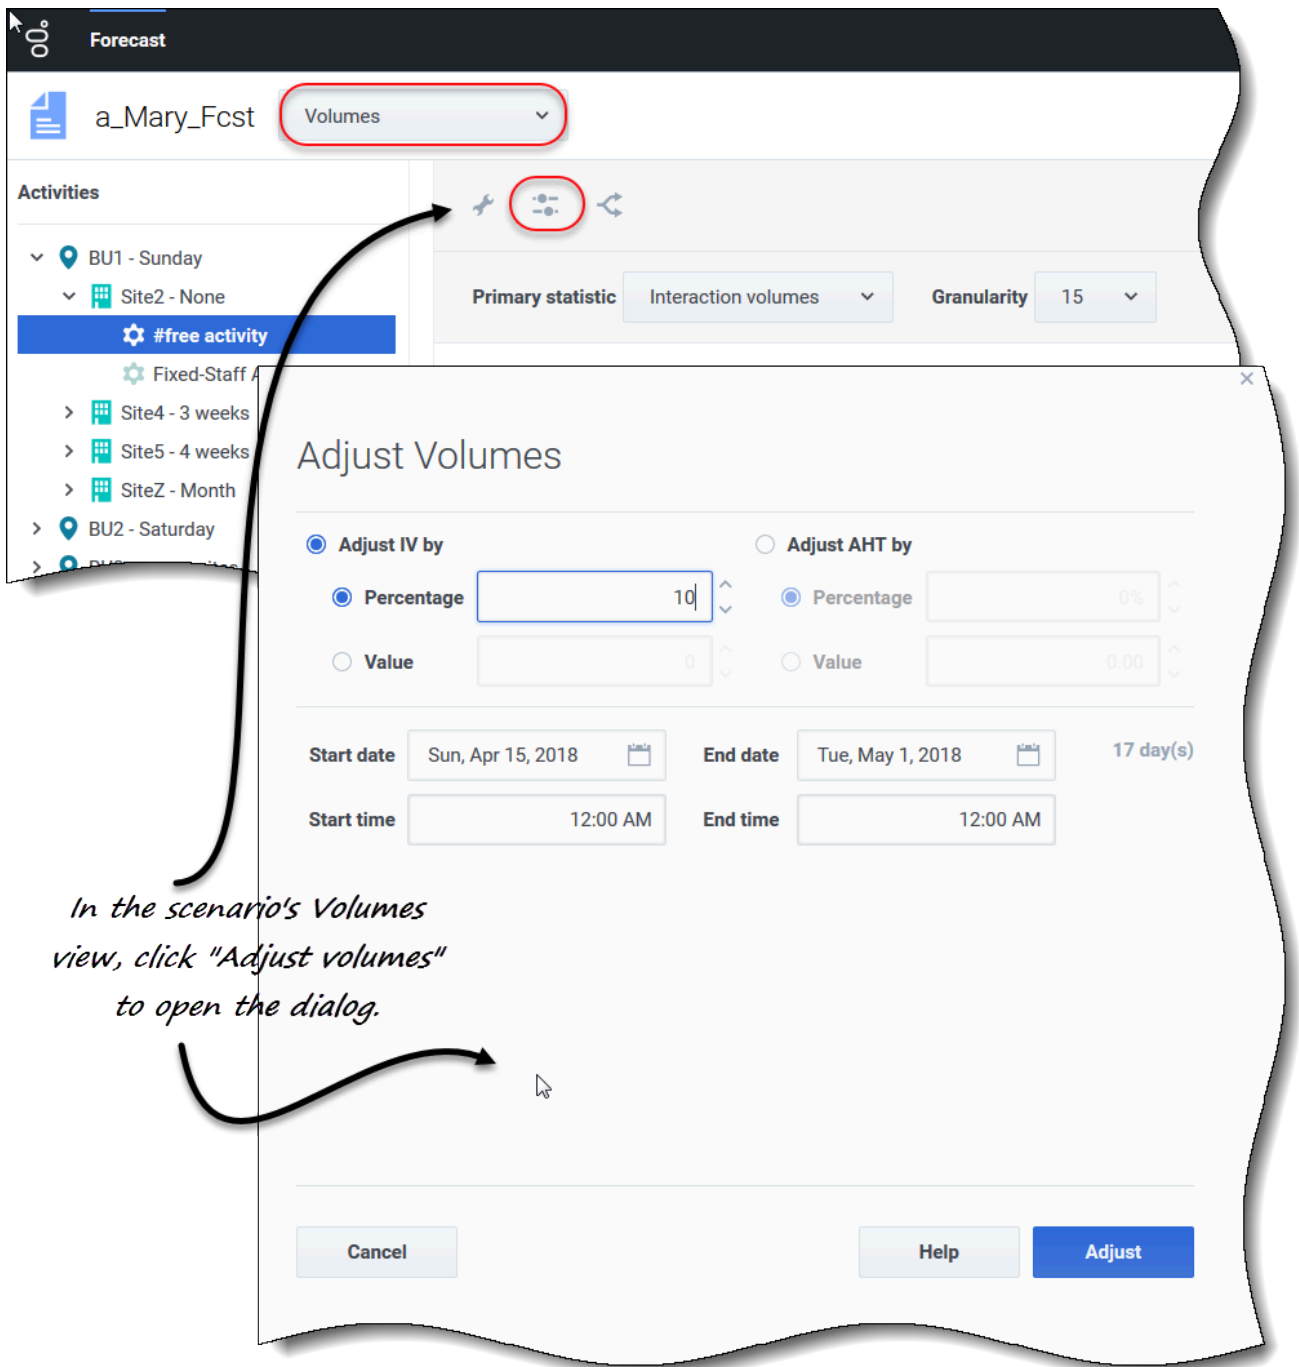 Forecast
a_Mary_Fcst Volumes
Activities
BU1 - Sunday
Site2 - None
Primary statistic Interaction volumes Granularity 15
#free activity
Fixed-Staff A
Site4 - 3 weeks
Site5 - 4 weeks
SiteZ - Month
BU2 - Saturday
Adjust Volumes
Adjust IV by Adjust AHT by
Percentage 10 Percentage 0%
Value 0 Value 0.00
Start date Sun, Apr 15, 2018 End date Tue, May 1, 2018 17 day(s)
Start time 12:00 AM End time 12:00 AM
In the scenario's Volumes
view, click "Adjust volumes"
to open the dialog.
Cancel Help Adjust